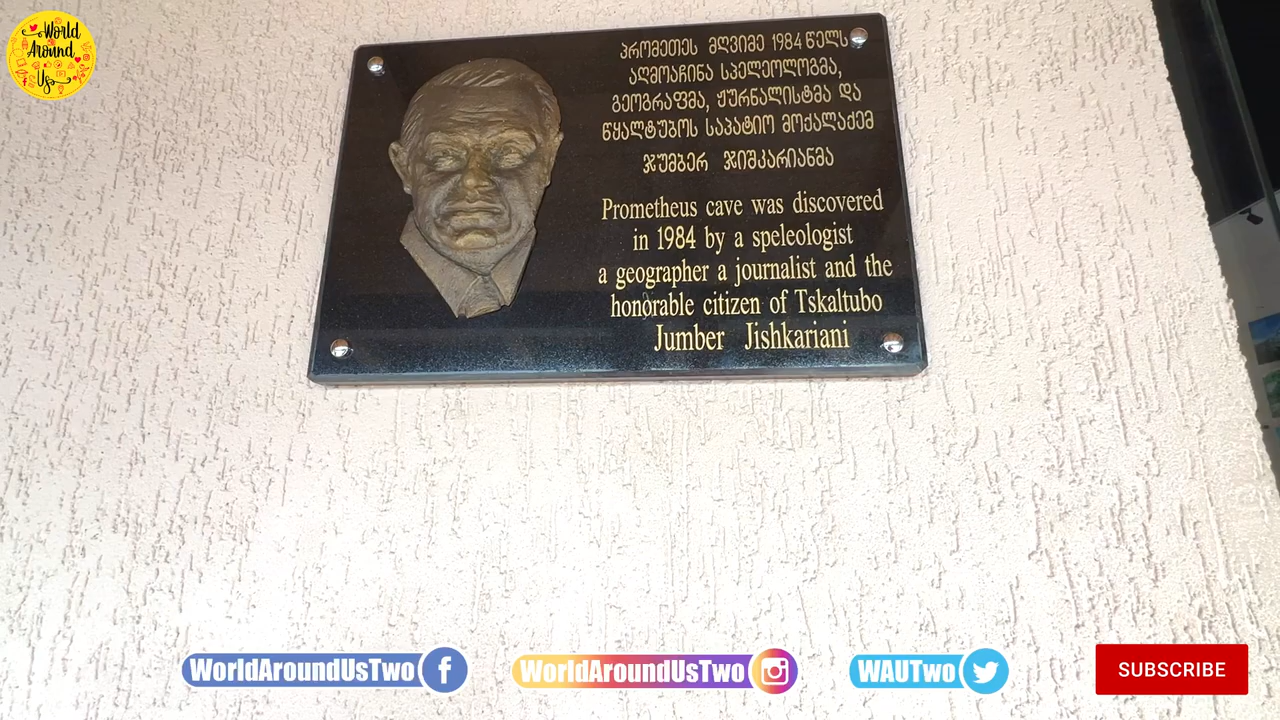 World
Around
Us
პრომეთეს მღვიმე 1984 წელს
აღმოაჩინა სპელეოლოგმა,
გეოგრაფმა, ჟურნალისტმა და
წყალტუბოს საპატიო მოქალაქემ
ჯუმბერ ჯიშკარიანმა
Prometheus cave was discovered
in 1984 by a speleologist
a geographer a journalist and the
honorable citizen of Tskaltubo
Jumber Jishkariani
WorldAroundUsTwo
WorldAroundUsTwo
WAUTwo
SUBSCRIBE